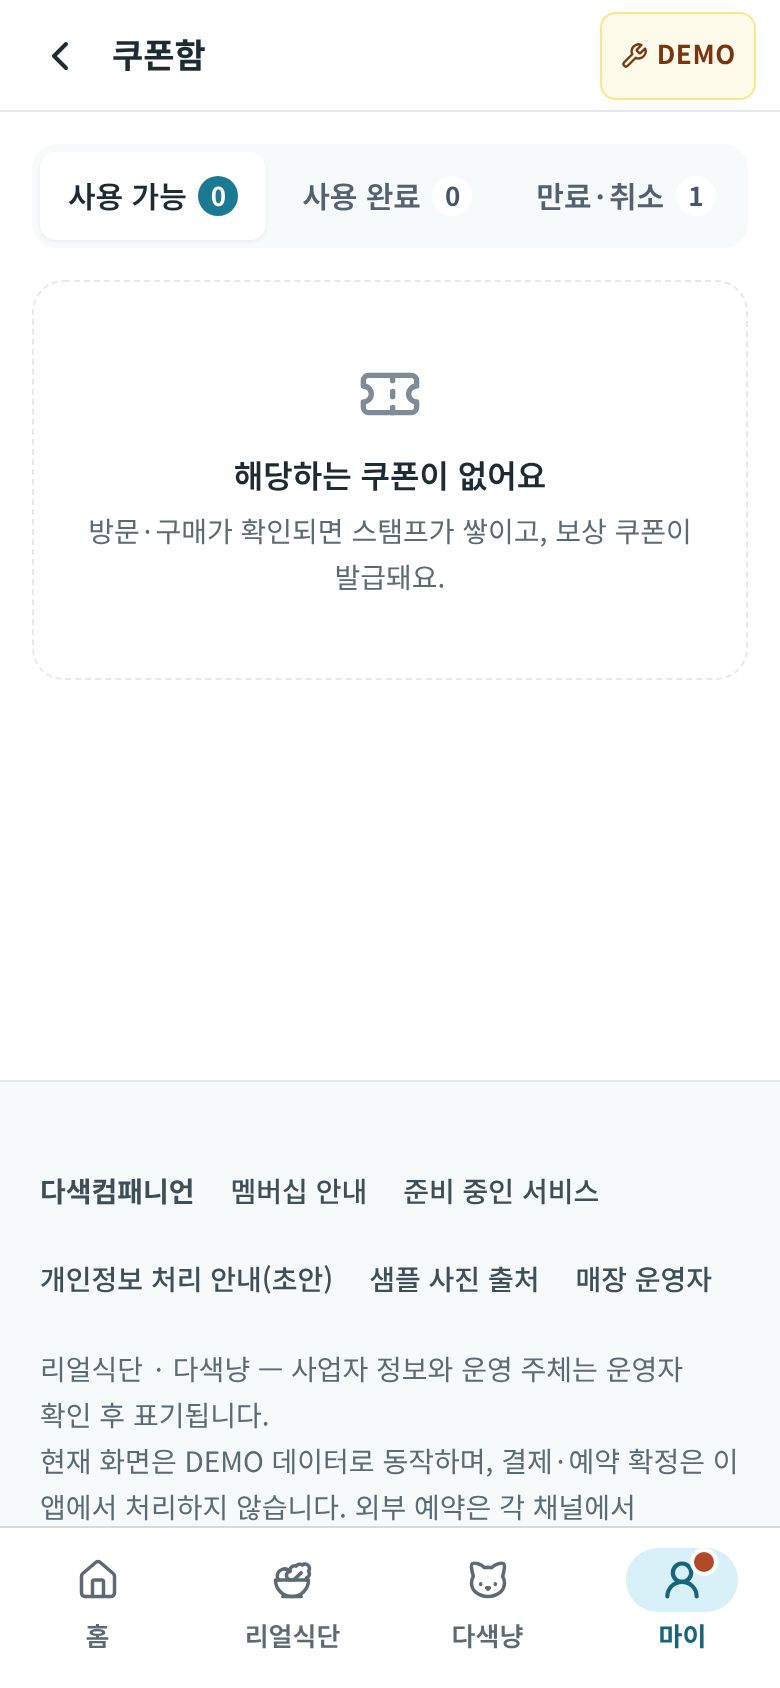 쿠폰함
DEMO
사용 가능 0
사용 완료 0
만료·취소 1
해당하는 쿠폰이 없어요
방문·구매가 확인되면 스탬프가 쌓이고, 보상 쿠폰이
발급돼요.
다색컴패니언 멤버십 안내 준비 중인 서비스
개인정보 처리 안내(초안) 샘플 사진 출처 매장 운영자
리얼식단 · 다색냥 — 사업자 정보와 운영 주체는 운영자
확인 후 표기됩니다.
현재 화면은 DEMO 데이터로 동작하며, 결제·예약 확정은 이
앱에서 처리하지 않습니다. 외부 예약은 각 채널에서
홈
리얼식단
다색냥
마이